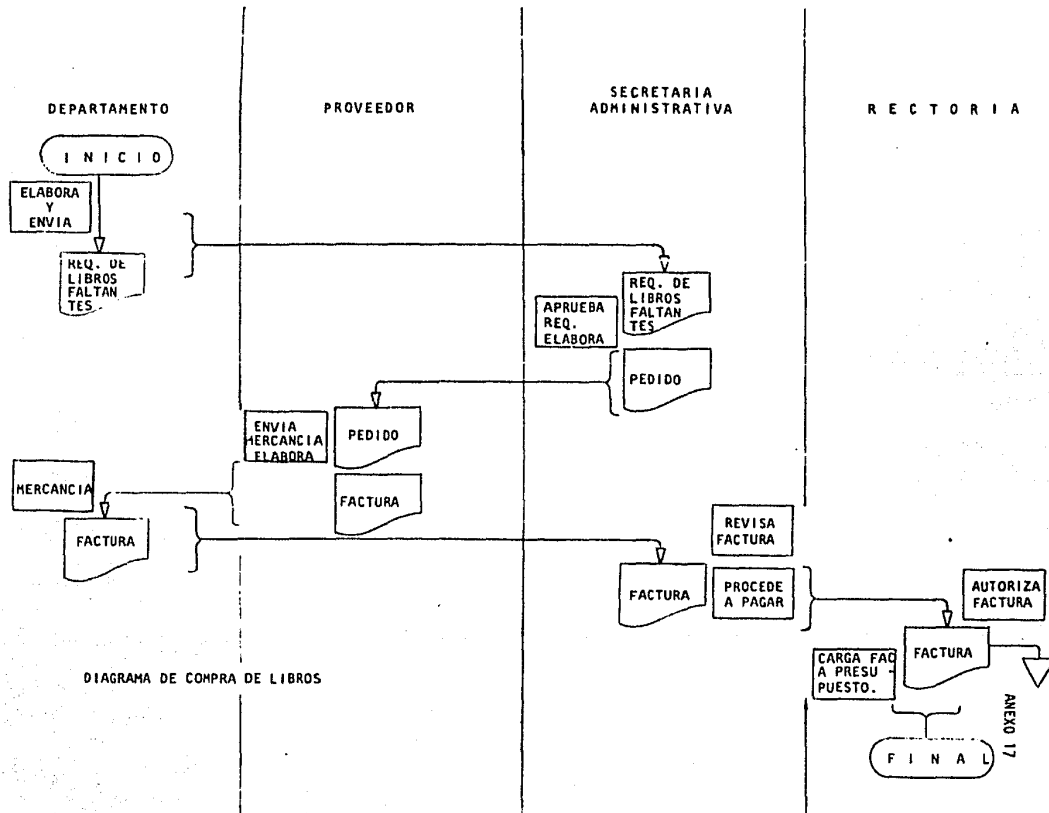 DEPARTAMENTO
PROVEEDOR
SECRETARIA
ADMINISTRATIVA
R E C T O R I A
I N I C I O
ELABORA
Y
ENVIA
REQ. DE
LIBROS
FALTAN
TES
REQ. DE
LIBROS
FALTAN
TES
APRUEBA
REQ.
ELABORA
PEDIDO
ENVIA
MERCANCIA
ELABORA
PEDIDO
FACTURA
MERCANCIA
FACTURA
REVISA
FACTURA
FACTURA
PROCEDE
A PAGAR
AUTORIZA
FACTURA
FACTURA
CARGA FAC
A PRESU -
PUESTO.
F I N A L
DIAGRAMA DE COMPRA DE LIBROS
ANEXO 17